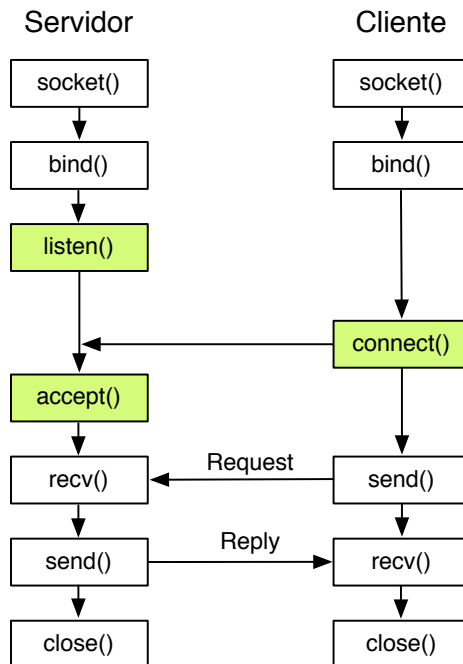 Servidor
Cliente
socket()
socket()
bind()
bind()
listen()
connect()
accept()
recv()
Request
send()
send()
Reply
recv()
close()
close()